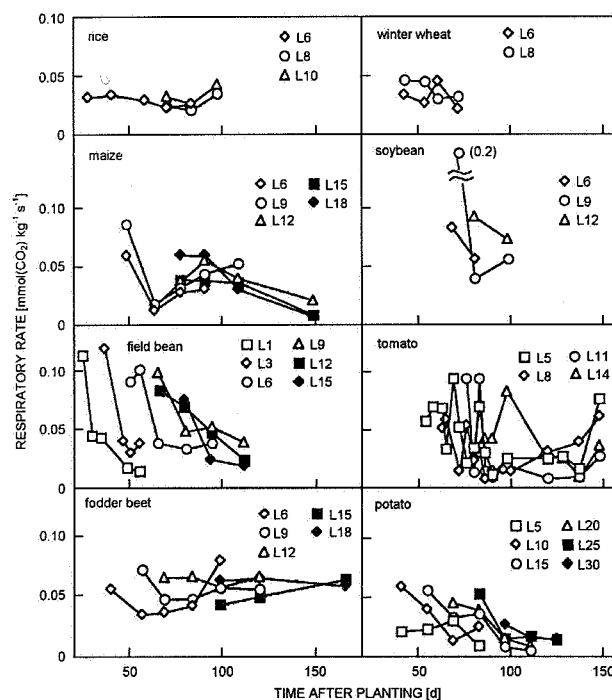 rice
L6
L8
L10
winter wheat
L6
L8
0.10
0.05
0
maize
L6
L9
L12
L15
L18
soybean
(0.2)
L6
L9
L12
0.10
0.05
0
field bean
L1
L3
L6
L9
L12
L15
tomato
L5
L8
L11
L14
0.10
0.05
0
fodder beet
L6
L9
L12
L15
L18
potato
L5
L10
L15
L20
L25
L30
0.10
0.05
0
50 100 150 50 100 150
RESPIRATORY RATE [mmol(CO₂) kg⁻¹ s⁻¹]
TIME AFTER PLANTING [d]